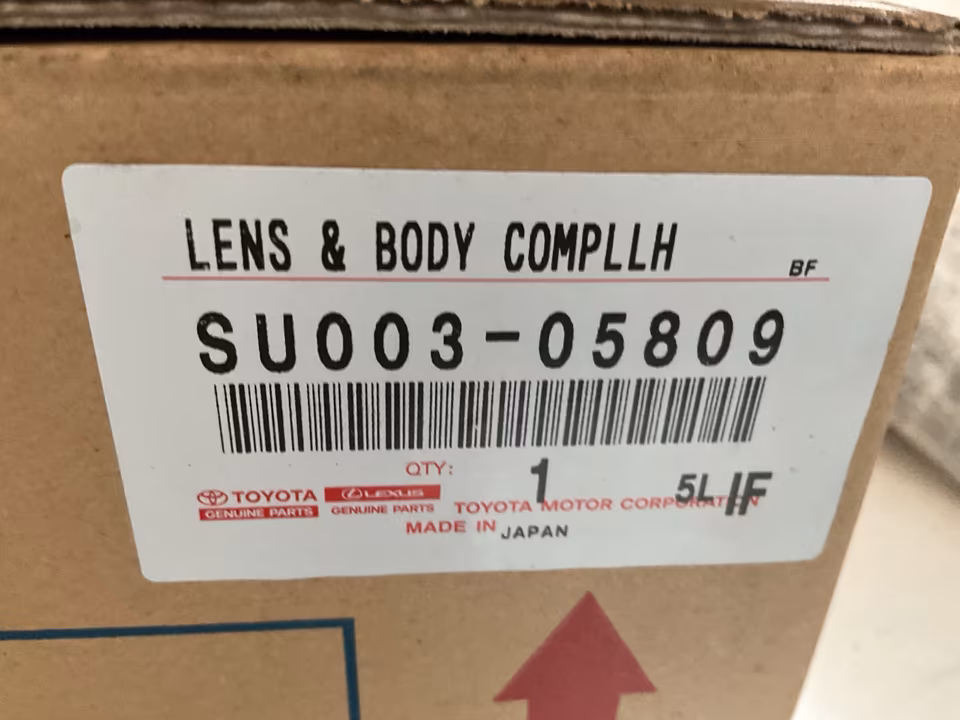 LENS & BODY COMPLLH
BF
SU003-05809
QTY: 1
5L IF
TOYOTA LEXUS
GENUINE PARTS GENUINE PARTS TOYOTA MOTOR CORPORATION
MADE IN JAPAN